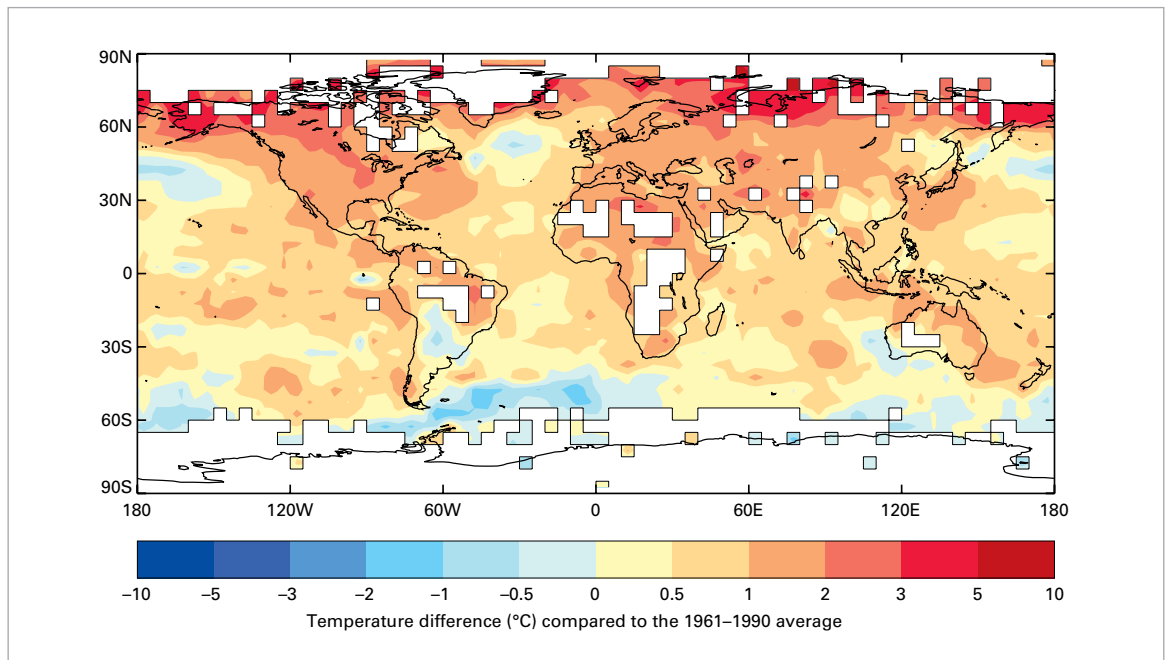 90N
60N
30N
0
30S
60S
90S
180 120W 60W 0 60E 120E 180
–10 –5 –3 –2 –1 –0.5 0 0.5 1 2 3 5 10
Temperature difference (°C) compared to the 1961–1990 average